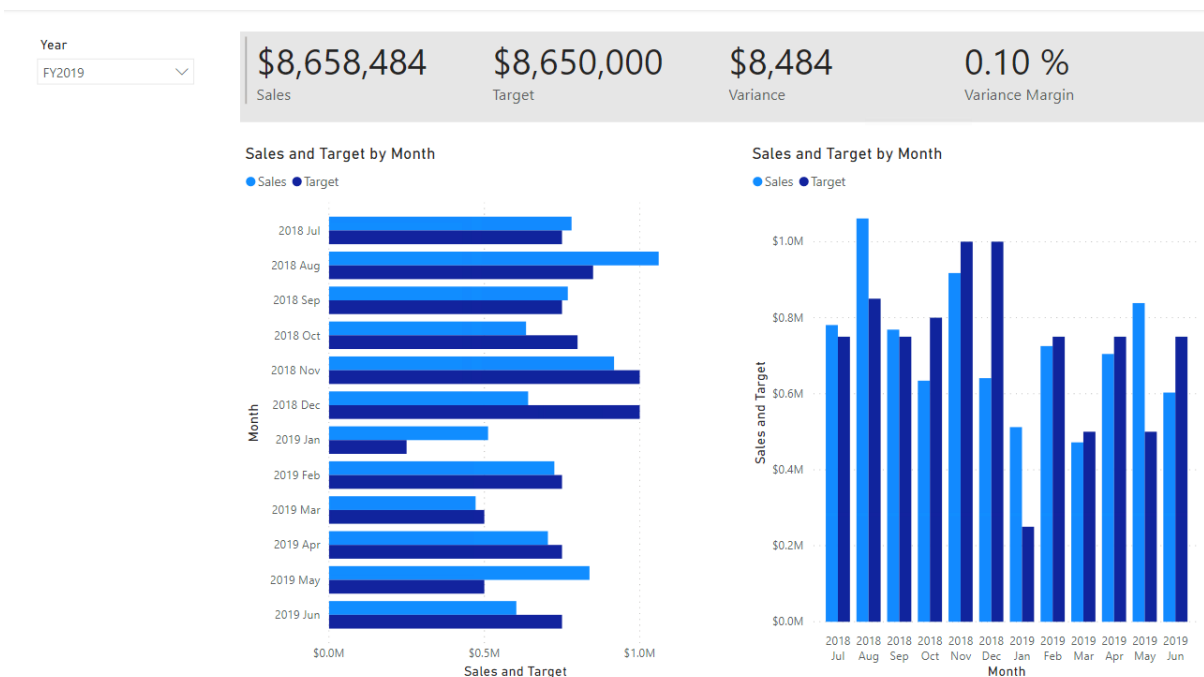 Year
FY2019
$8,658,484
Sales
$8,650,000
Target
$8,484
Variance
0.10 %
Variance Margin
Sales and Target by Month
Sales Target
2018 Jul
2018 Aug
2018 Sep
2018 Oct
2018 Nov
2018 Dec
2019 Jan
2019 Feb
2019 Mar
2019 Apr
2019 May
2019 Jun
Month
$0.0M $0.5M $1.0M
Sales and Target
Sales and Target by Month
Sales Target
$1.0M
$0.8M
$0.6M
$0.4M
$0.2M
$0.0M
Sales and Target
2018 2018 2018 2018 2018 2018 2019 2019 2019 2019 2019 2019
Jul Aug Sep Oct Nov Dec Jan Feb Mar Apr May Jun
Month